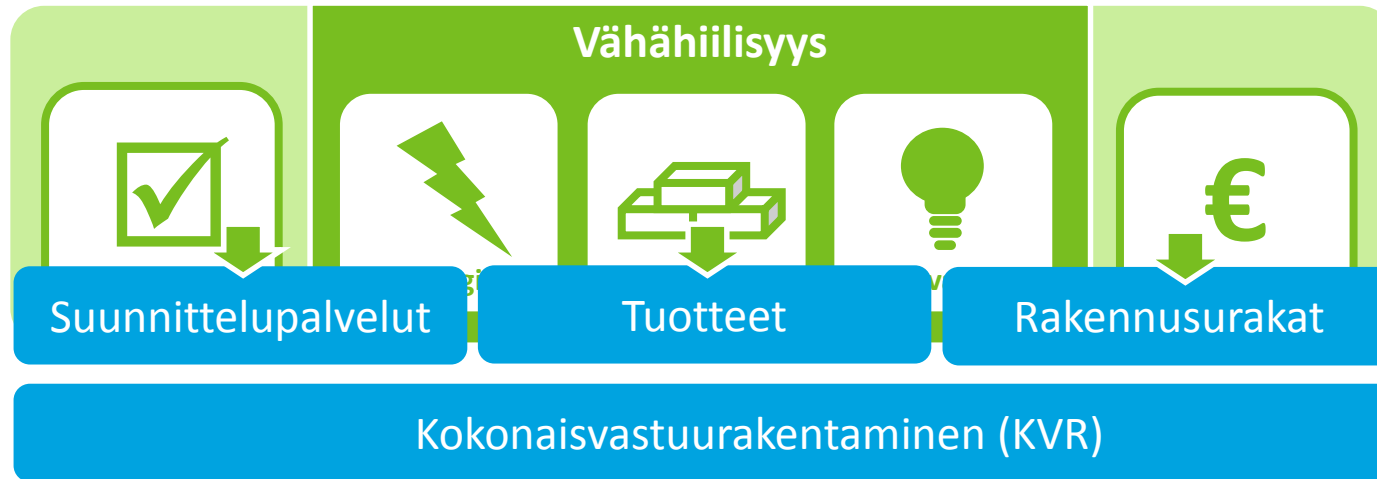 Vähähiilisyys
€
Suunnittelupalvelut
Tuotteet
Rakennusurakat
Kokonaisvastuurakentaminen (KVR)